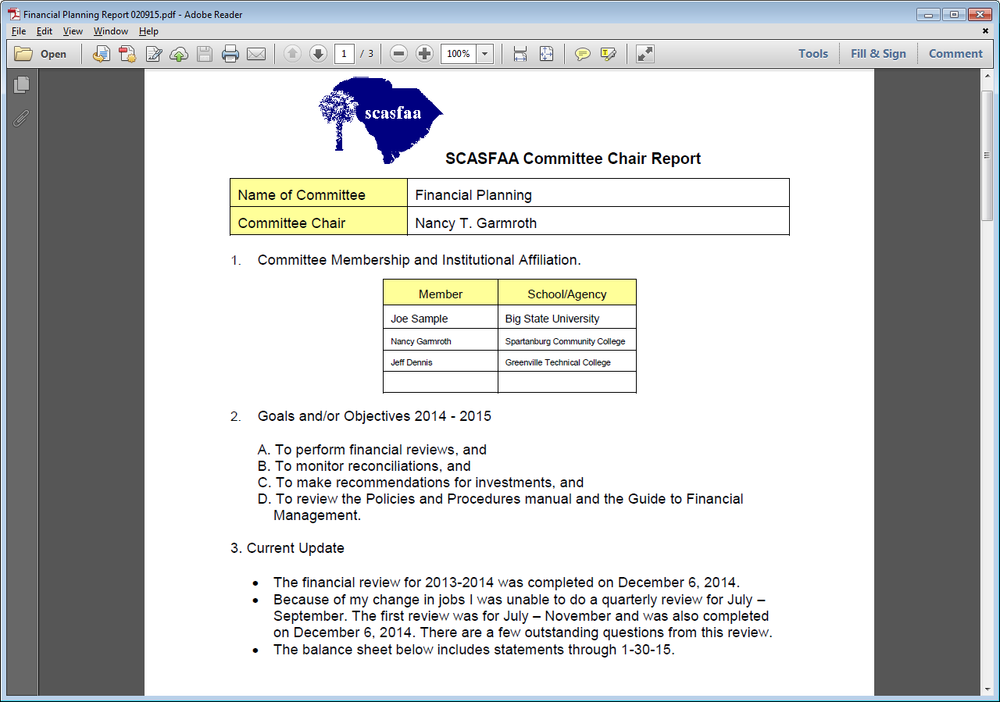 Financial Planning Report 020915.pdf - Adobe Reader
File Edit View Window Help
Open 1 / 3 100% Tools Fill & Sign Comment
scasfaa
SCASFAA Committee Chair Report
Name of Committee Financial Planning
Committee Chair Nancy T. Garmroth
1. Committee Membership and Institutional Affiliation.
Member School/Agency
Joe Sample Big State University
Nancy Garmroth Spartanburg Community College
Jeff Dennis Greenville Technical College
2. Goals and/or Objectives 2014 - 2015
A. To perform financial reviews, and
B. To monitor reconciliations, and
C. To make recommendations for investments, and
D. To review the Policies and Procedures manual and the Guide to Financial
Management.
3. Current Update
• The financial review for 2013-2014 was completed on December 6, 2014.
• Because of my change in jobs I was unable to do a quarterly review for July –
September. The first review was for July – November and was also completed
on December 6, 2014. There are a few outstanding questions from this review.
• The balance sheet below includes statements through 1-30-15.